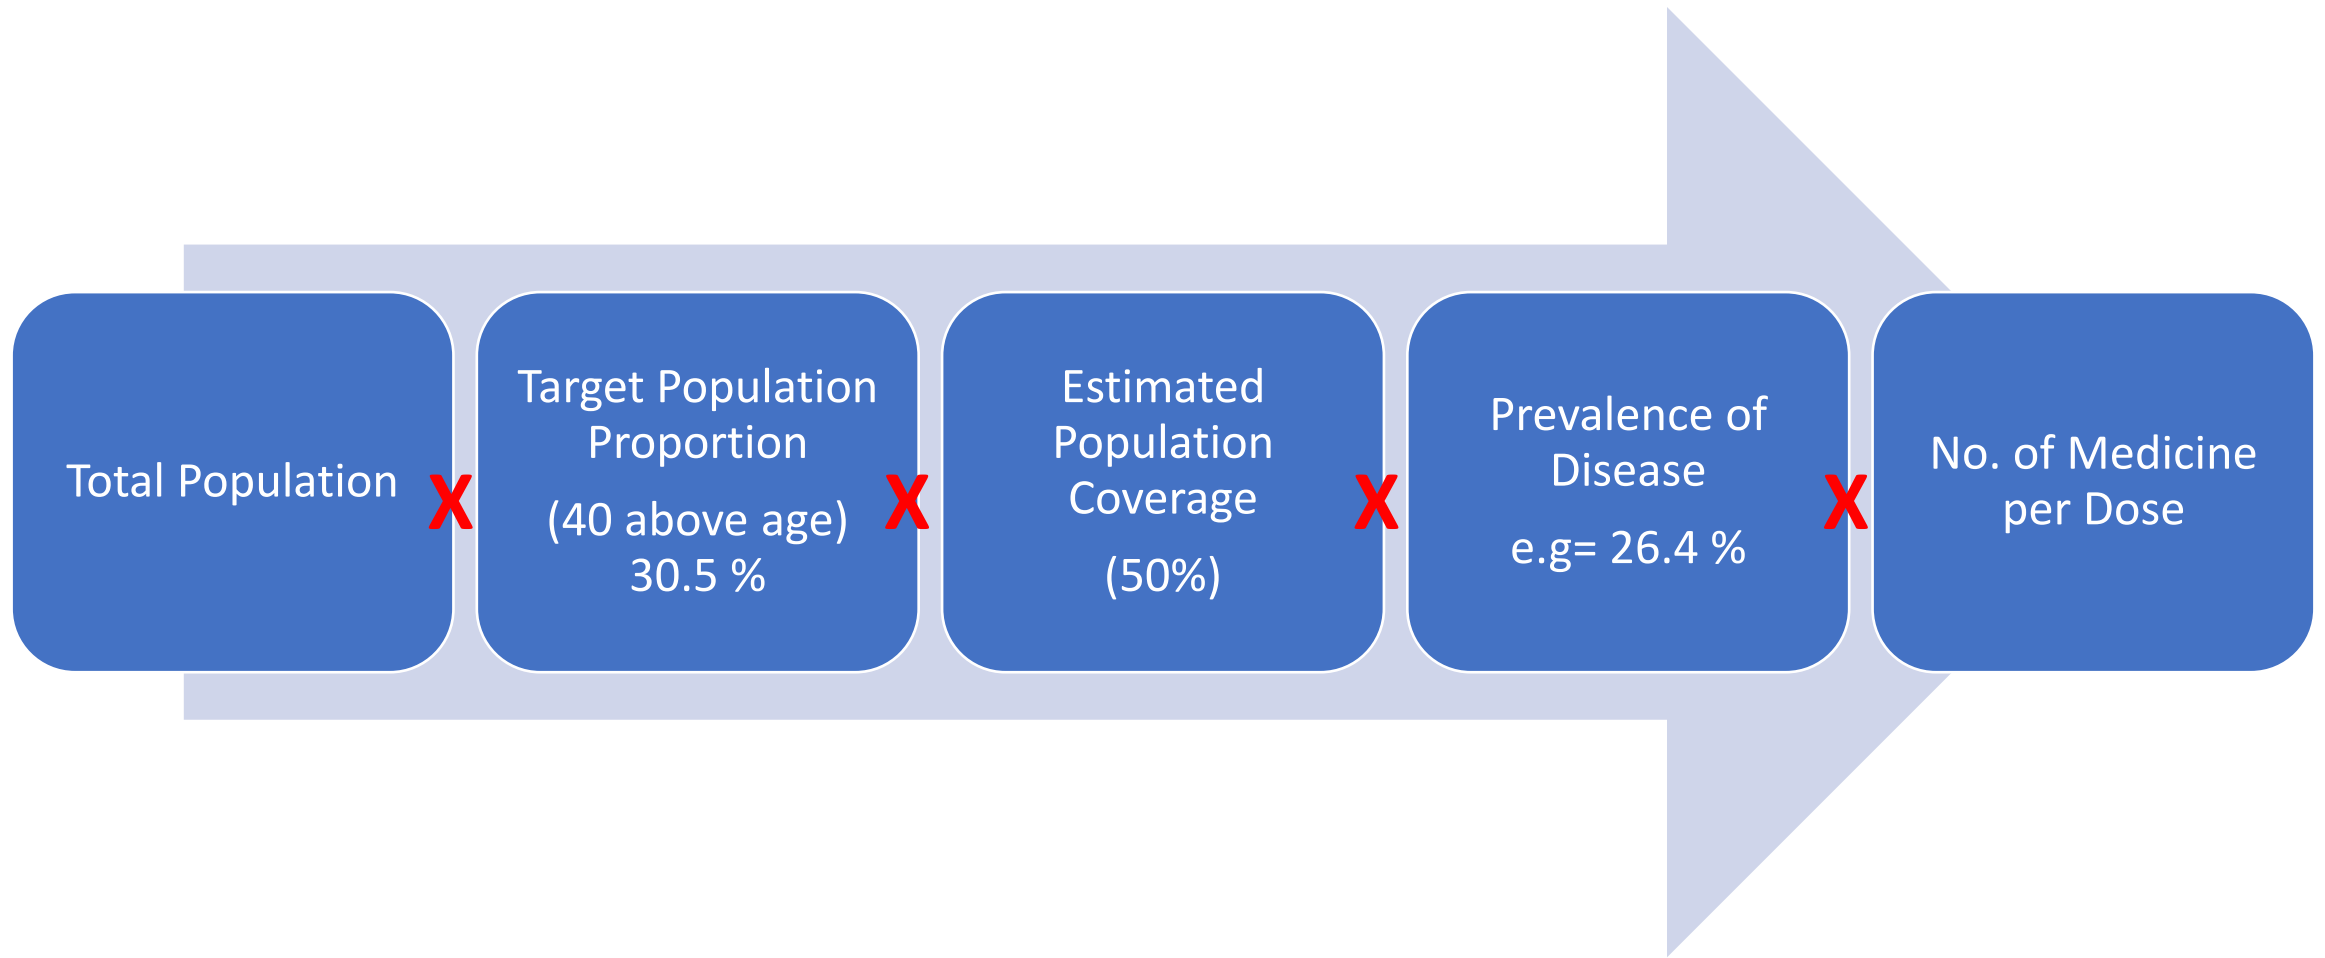 Total Population
X
Target Population
Proportion
(40 above age)
30.5 %
X
Estimated
Population
Coverage
(50%)
X
Prevalence of
Disease
e.g= 26.4 %
X
No. of Medicine
per Dose